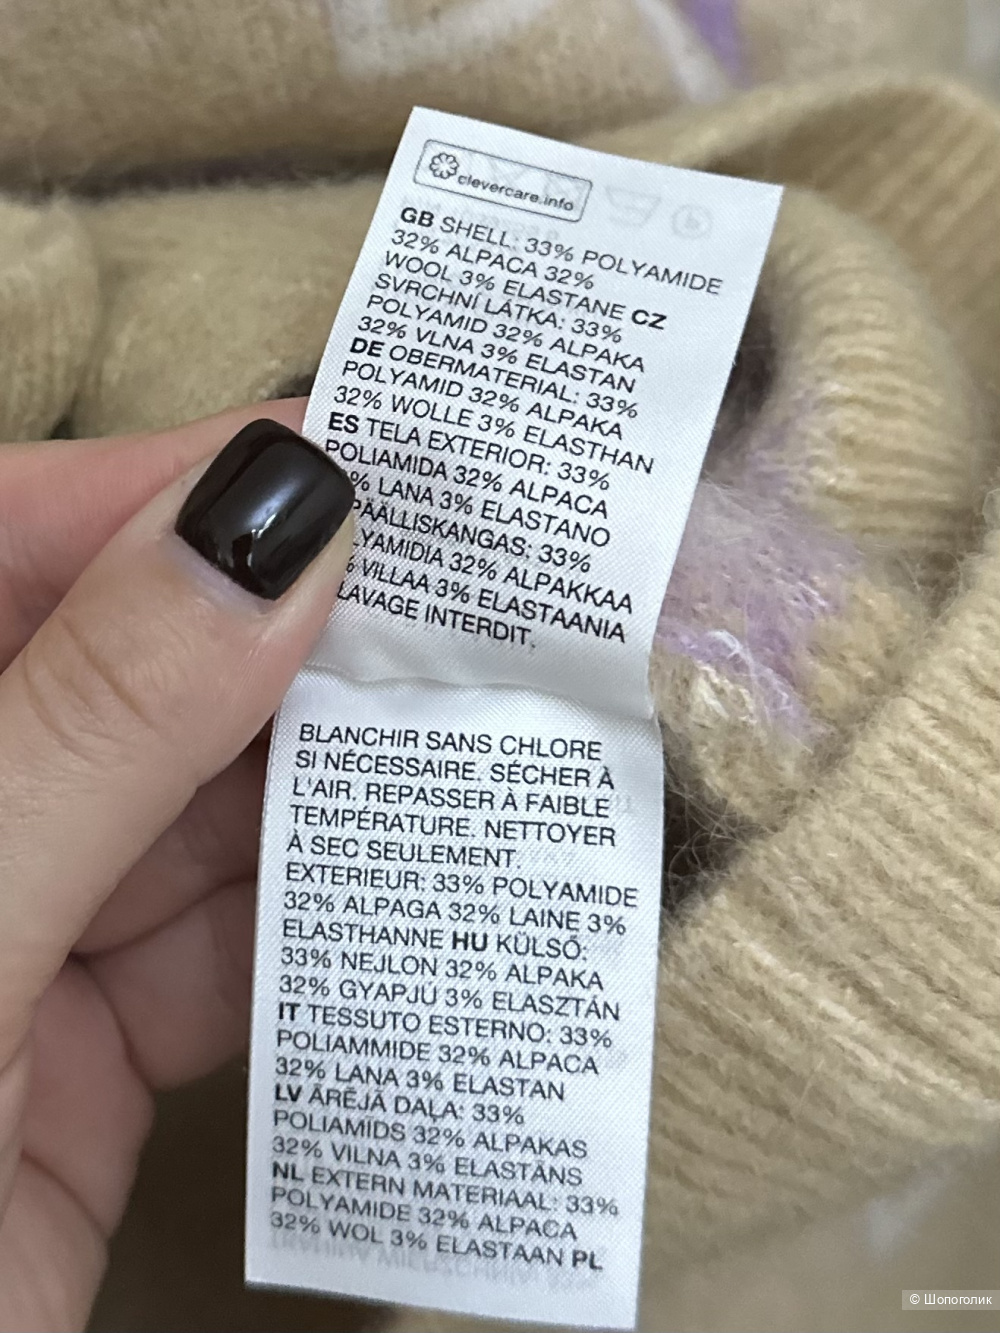 clevercare.info
GB SHELL: 33% POLYAMIDE
32% ALPACA 32%
WOOL 3% ELASTANE CZ
SVRCHNÍ LÁTKA: 33%
POLYAMID 32% ALPAKA
32% VLNA 3% ELASTAN
DE OBERMATERIAL: 33%
POLYAMID 32% ALPAKA
32% WOLLE 3% ELASTHAN
ES TELA EXTERIOR: 33%
POLIAMIDA 32% ALPACA
% LANA 3% ELASTANO
PÄÄLLISKANGAS: 33%
LYAMIDIA 32% ALPAKKAA
% VILLAA 3% ELASTAANIA
LAVAGE INTERDIT.
BLANCHIR SANS CHLORE
SI NÉCESSAIRE. SÉCHER À
L'AIR. REPASSER À FAIBLE
TEMPÉRATURE. NETTOYER
À SEC SEULEMENT.
EXTERIEUR: 33% POLYAMIDE
32% ALPAGA 32% LAINE 3%
ELASTHANNE HU KÜLSŐ:
33% NEJLON 32% ALPAKA
32% GYAPJÚ 3% ELASZTÁN
IT TESSUTO ESTERNO: 33%
POLIAMMIDE 32% ALPACA
32% LANA 3% ELASTAN
LV ĀRĒJĀ DAĻA: 33%
POLIAMĪDS 32% ALPAKAS
32% VILNA 3% ELASTĀNS
NL EXTERN MATERIAAL: 33%
POLYAMIDE 32% ALPACA
32% WOL 3% ELASTAAN PL
© Шопоголик